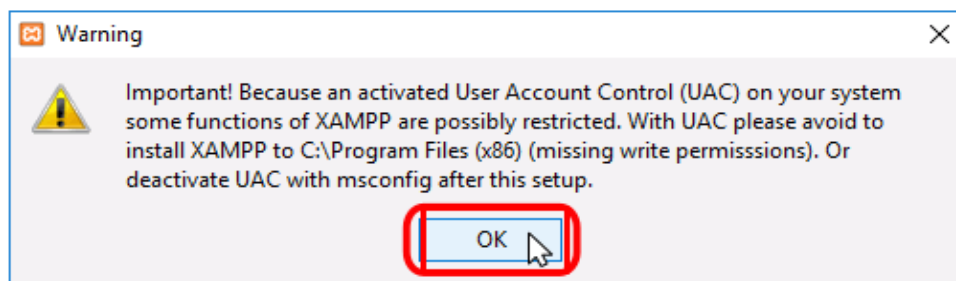 Warning
Important! Because an activated User Account Control (UAC) on your system
some functions of XAMPP are possibly restricted. With UAC please avoid to
install XAMPP to C:\Program Files (x86) (missing write permisssions). Or
deactivate UAC with msconfig after this setup.
OK